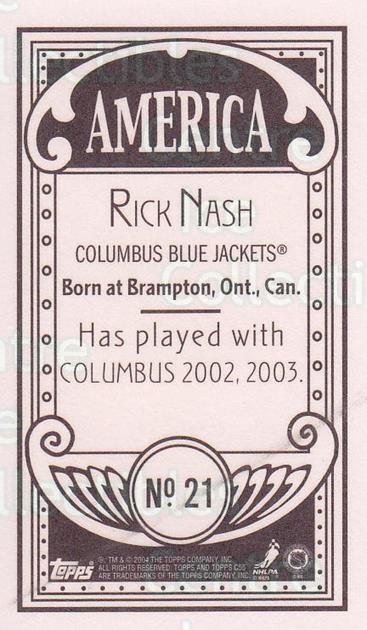 AMERICA
RICK NASH
COLUMBUS BLUE JACKETS®
Born at Brampton, Ont., Can.
Has played with
COLUMBUS 2002, 2003.
Nº 21
®, TM & © 2004 THE TOPPS COMPANY, INC.
ALL RIGHTS RESERVED. TOPPS AND TOPPS C55
ARE TRADEMARKS OF THE TOPPS COMPANY, INC.
Topps
NHLPA